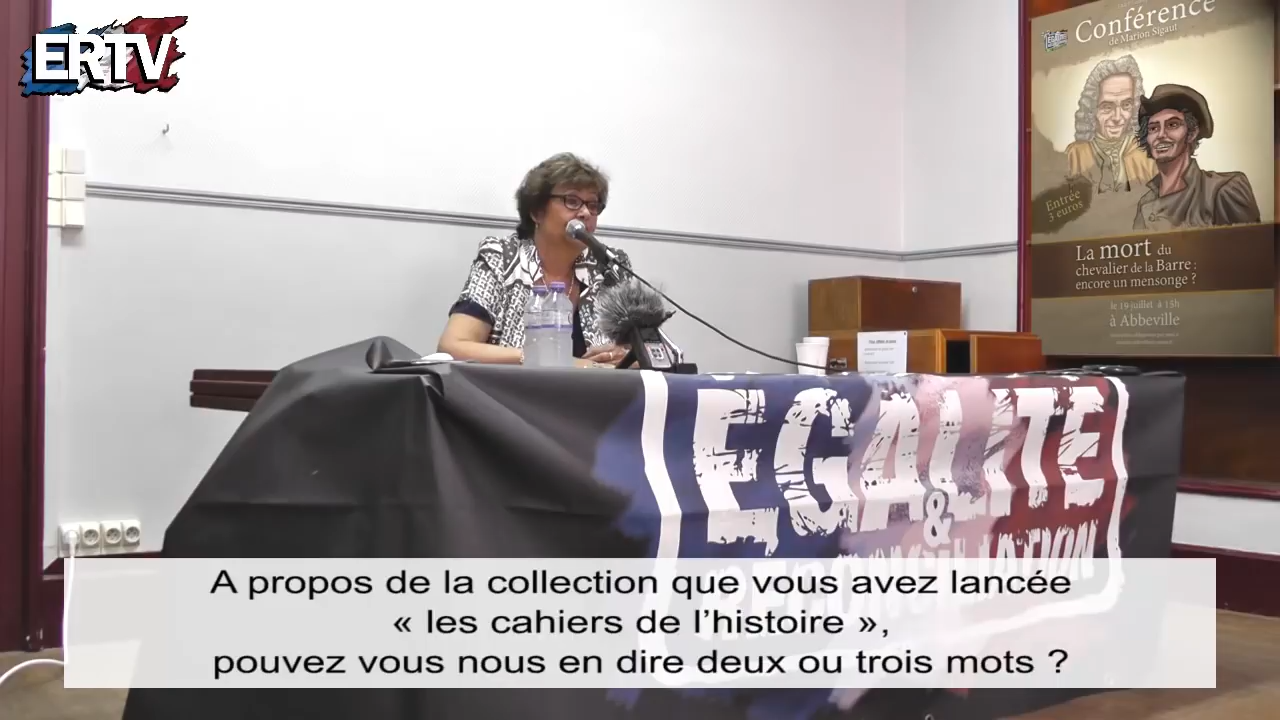 ERTV
Conférence
de Marion Sigaut
Entrée
3 euros
La mort du
chevalier de la Barre :
encore un mensonge ?
le 19 juillet à 15h
à Abbeville
EGALITE
&
RECONCILIATION
A propos de la collection que vous avez lancée
« les cahiers de l’histoire »,
pouvez vous nous en dire deux ou trois mots ?